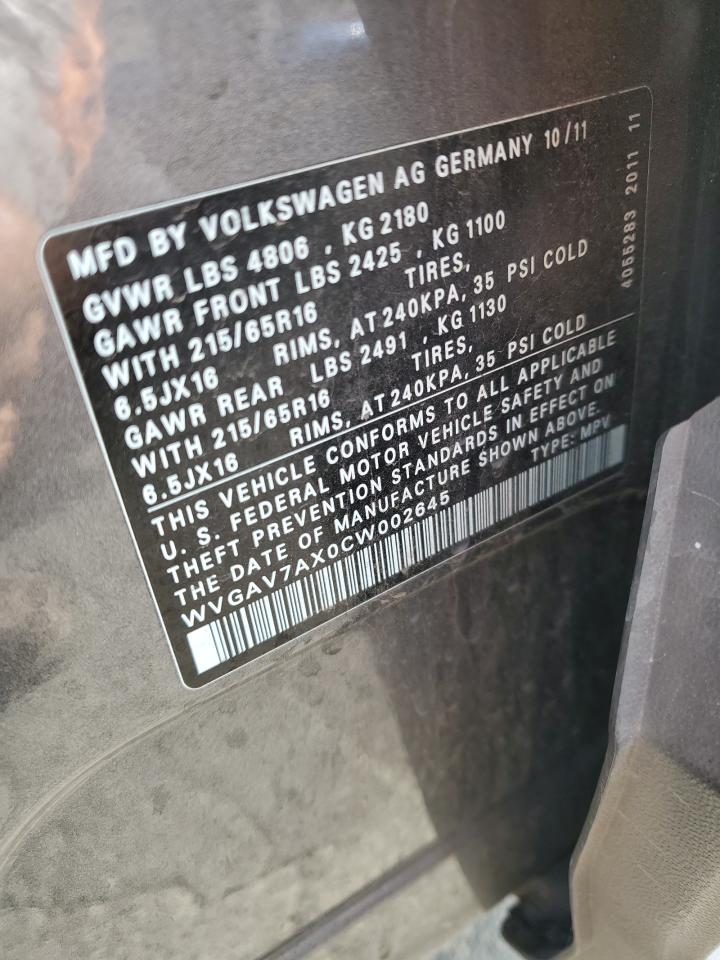 MFD BY VOLKSWAGEN AG GERMANY 10/11
GVWR LBS 4806 , KG 2180
GAWR FRONT LBS 2425 , KG 1100
WITH 215/65R16 TIRES,
6.5JX16 RIMS, AT 240KPA, 35 PSI COLD
GAWR REAR LBS 2491 , KG 1130
WITH 215/65R16 TIRES,
6.5JX16 RIMS, AT 240KPA, 35 PSI COLD
THIS VEHICLE CONFORMS TO ALL APPLICABLE
U. S. FEDERAL MOTOR VEHICLE SAFETY AND
THEFT PREVENTION STANDARDS IN EFFECT ON
THE DATE OF MANUFACTURE SHOWN ABOVE.
WVGAV7AX0CW002645 TYPE: MPV
4055283 2011 11